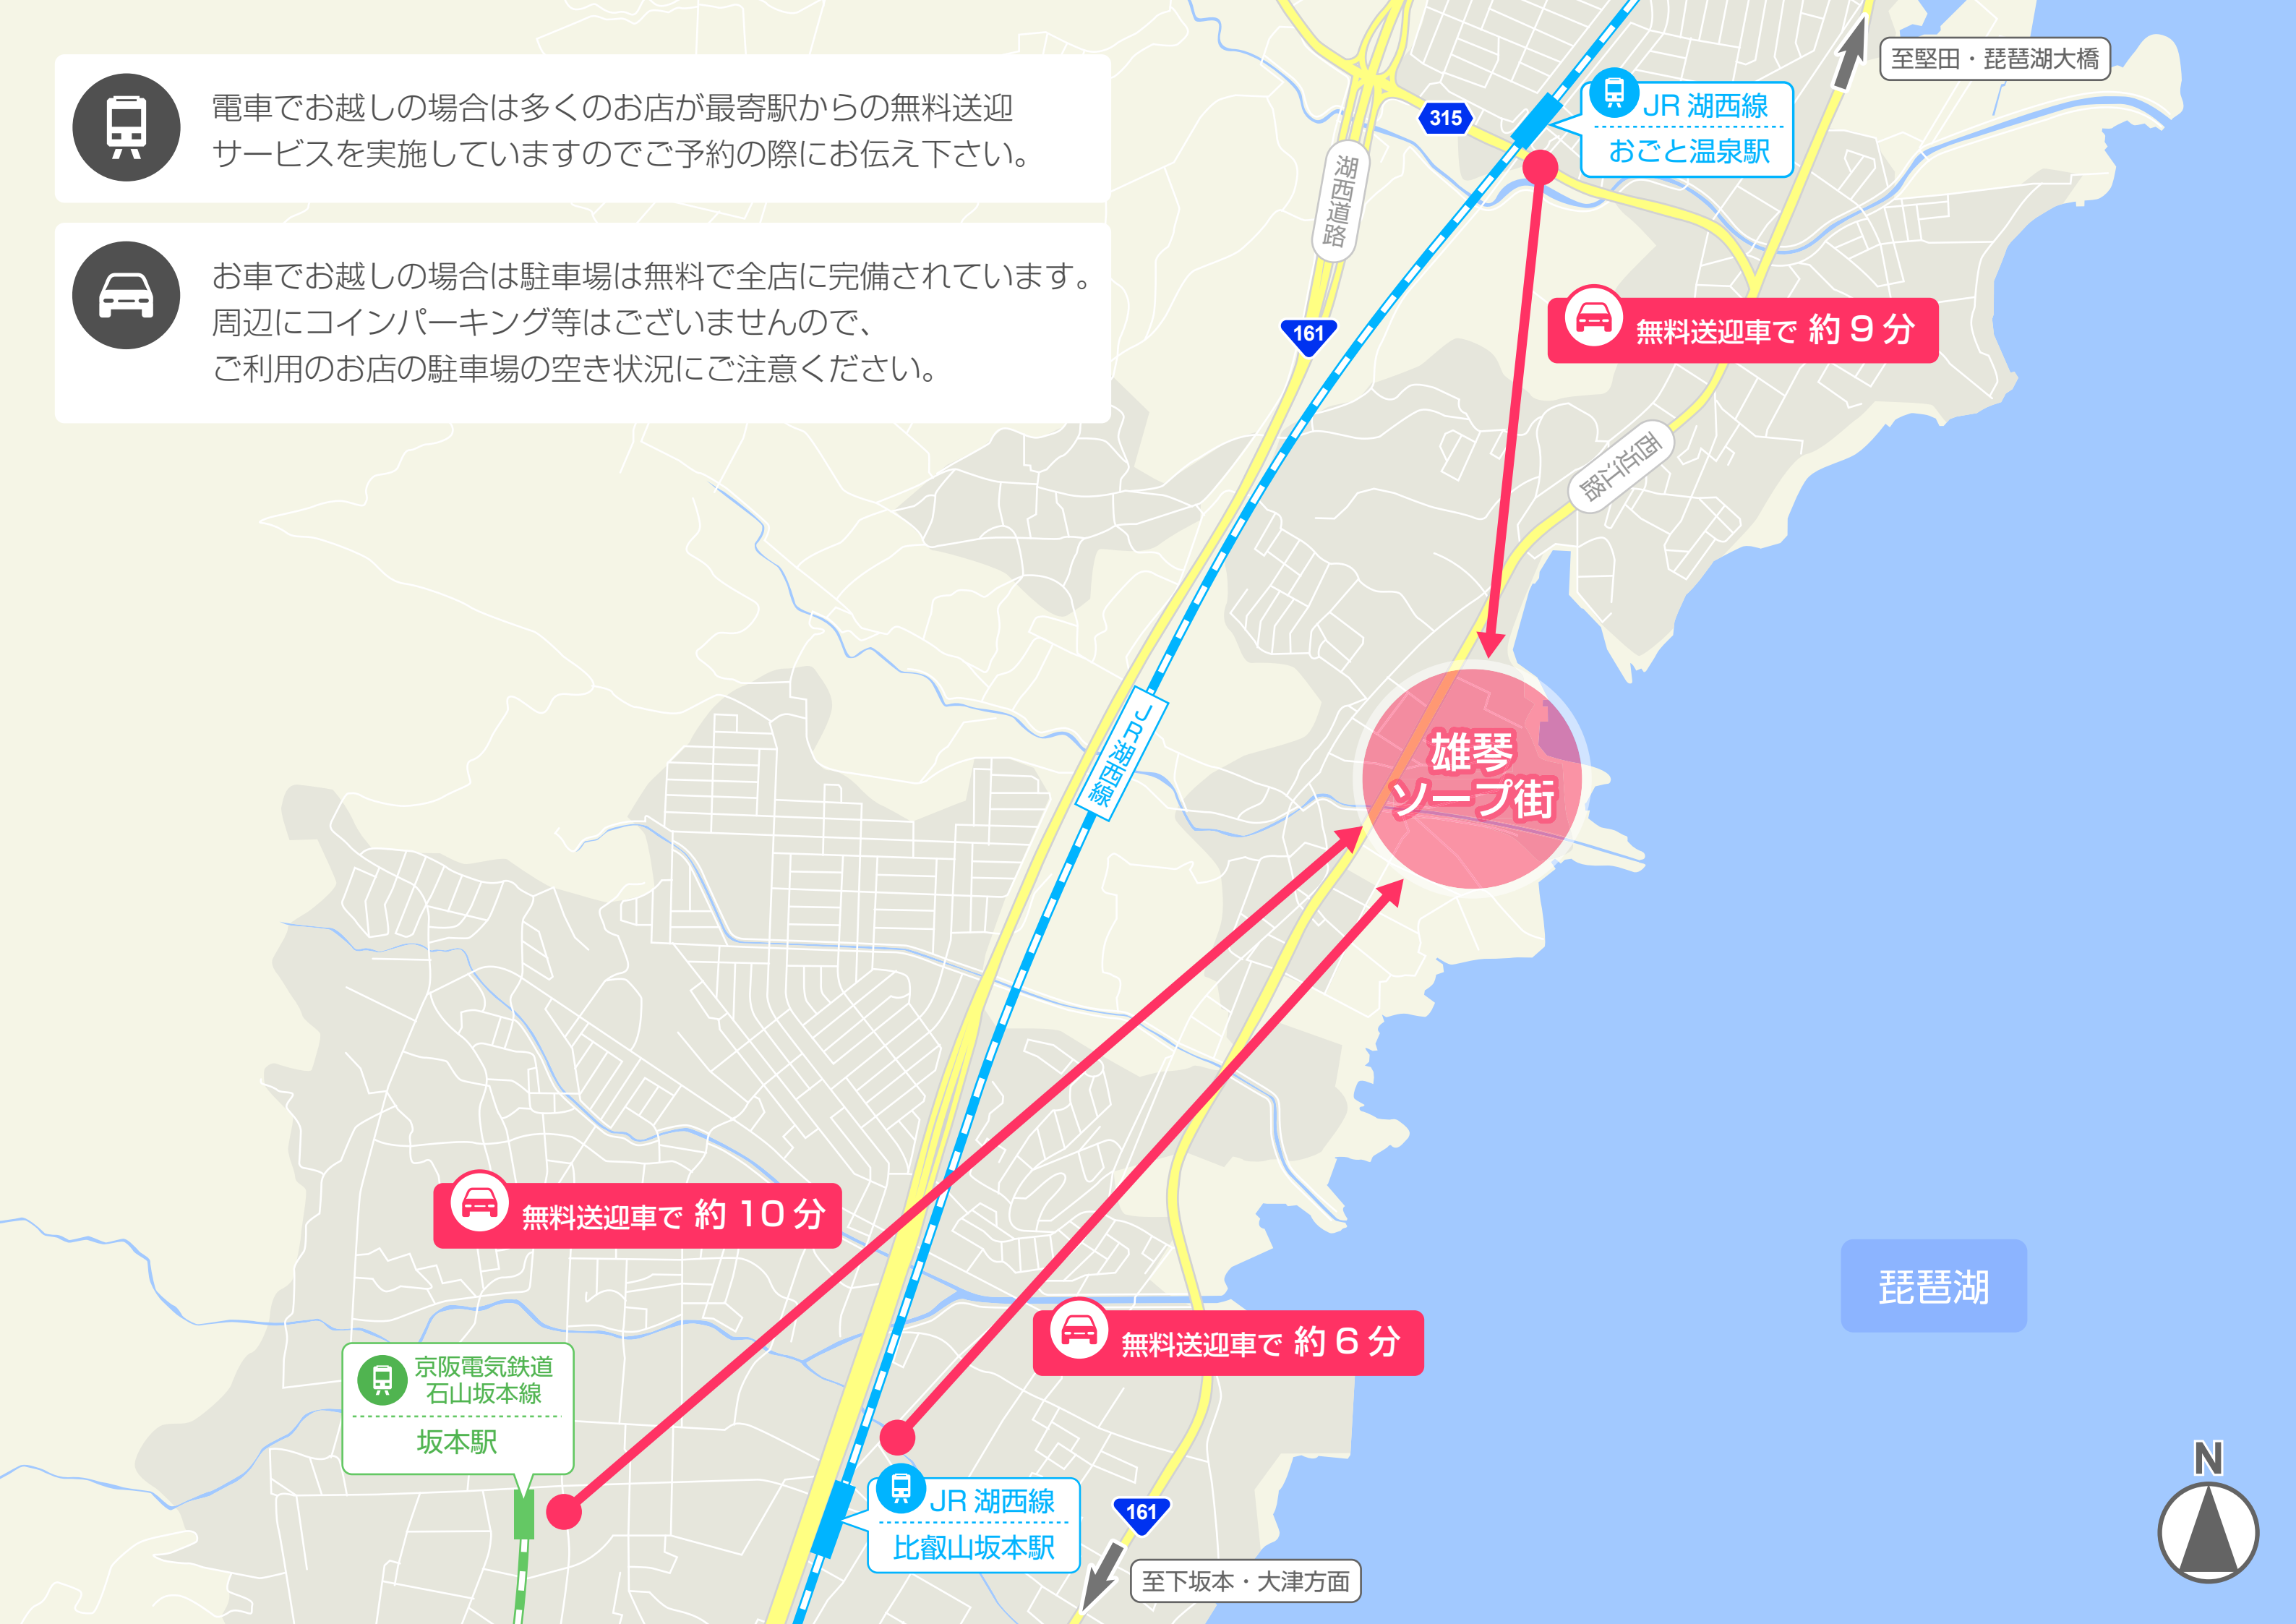 電車でお越しの場合は多くのお店が最寄駅からの無料送迎
サービスを実施していますのでご予約の際にお伝え下さい。
お車でお越しの場合は駐車場は無料で全店に完備されています。
周辺にコインパーキング等はございませんので、
ご利用のお店の駐車場の空き状況にご注意ください。
至堅田・琵琶湖大橋
315
JR 湖西線
おごと温泉駅
湖西道路
161
無料送迎車で 約 9 分
西近江路
JR湖西線
雄琴
ソープ街
無料送迎車で 約 10 分
琵琶湖
無料送迎車で 約 6 分
京阪電気鉄道
石山坂本線
坂本駅
JR 湖西線
比叡山坂本駅
161
至下坂本・大津方面
N